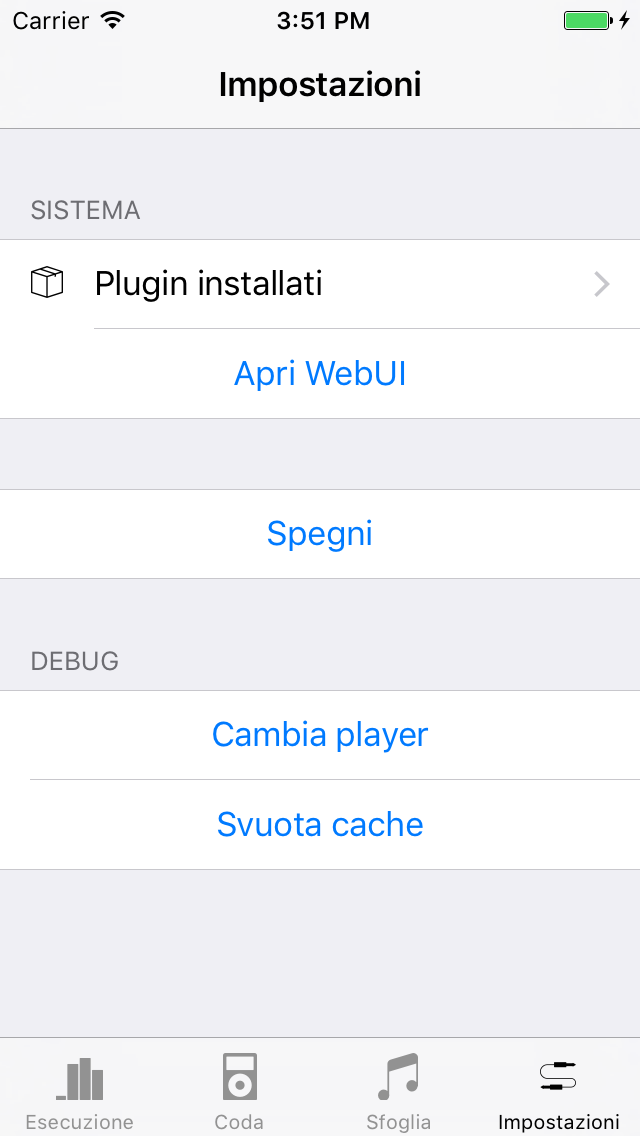 Carrier 3:51 PM
Impostazioni
SISTEMA
Plugin installati
Apri WebUI
Spegni
DEBUG
Cambia player
Svuota cache
Esecuzione Coda Sfoglia Impostazioni